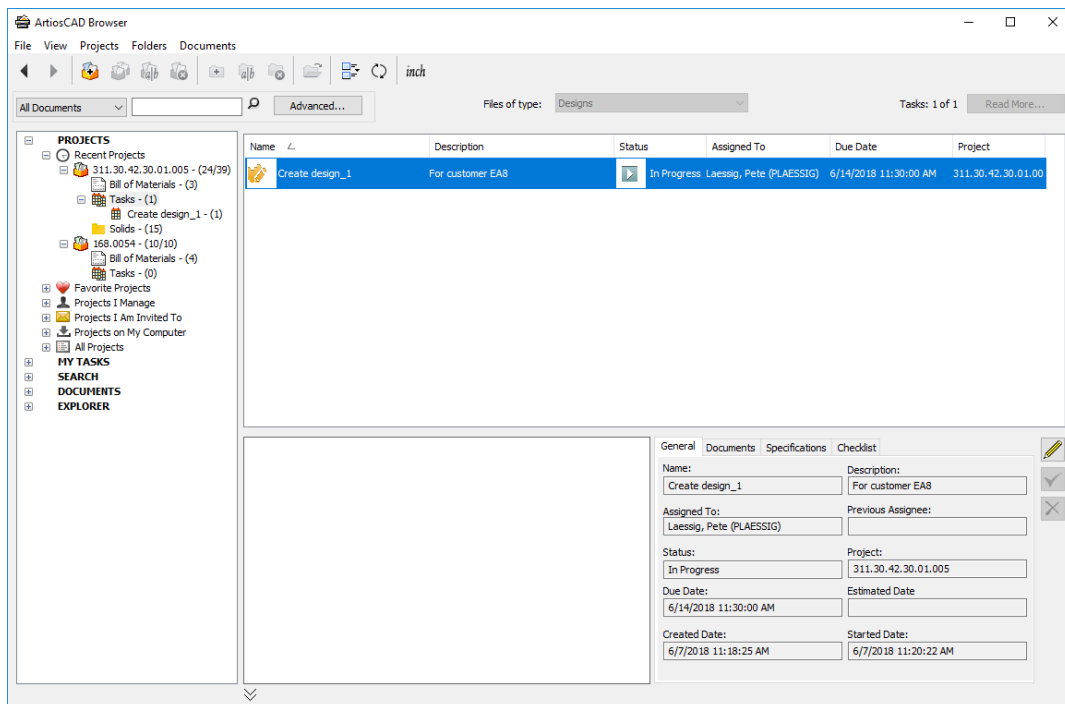 ArtiosCAD Browser
File View Projects Folders Documents
a|b a|b inch
All Documents Advanced... Files of type: Designs Tasks: 1 of 1 Read More...
PROJECTS
Recent Projects
311.30.42.30.01.005 - (24/39)
Bill of Materials - (3)
Tasks - (1)
Create design_1 - (1)
Solids - (15)
168.0054 - (10/10)
Bill of Materials - (4)
Tasks - (0)
Favorite Projects
Projects I Manage
Projects I Am Invited To
Projects on My Computer
All Projects
MY TASKS
SEARCH
DOCUMENTS
EXPLORER
Name Description Status Assigned To Due Date Project
Create design_1 For customer EA8 In Progress Laessig, Pete (PLAESSIG) 6/14/2018 11:30:00 AM 311.30.42.30.01.00
General Documents Specifications Checklist
Name: Description:
Create design_1 For customer EA8
Assigned To: Previous Assignee:
Laessig, Pete (PLAESSIG)
Status: Project:
In Progress 311.30.42.30.01.005
Due Date: Estimated Date
6/14/2018 11:30:00 AM
Created Date: Started Date:
6/7/2018 11:18:25 AM 6/7/2018 11:20:22 AM